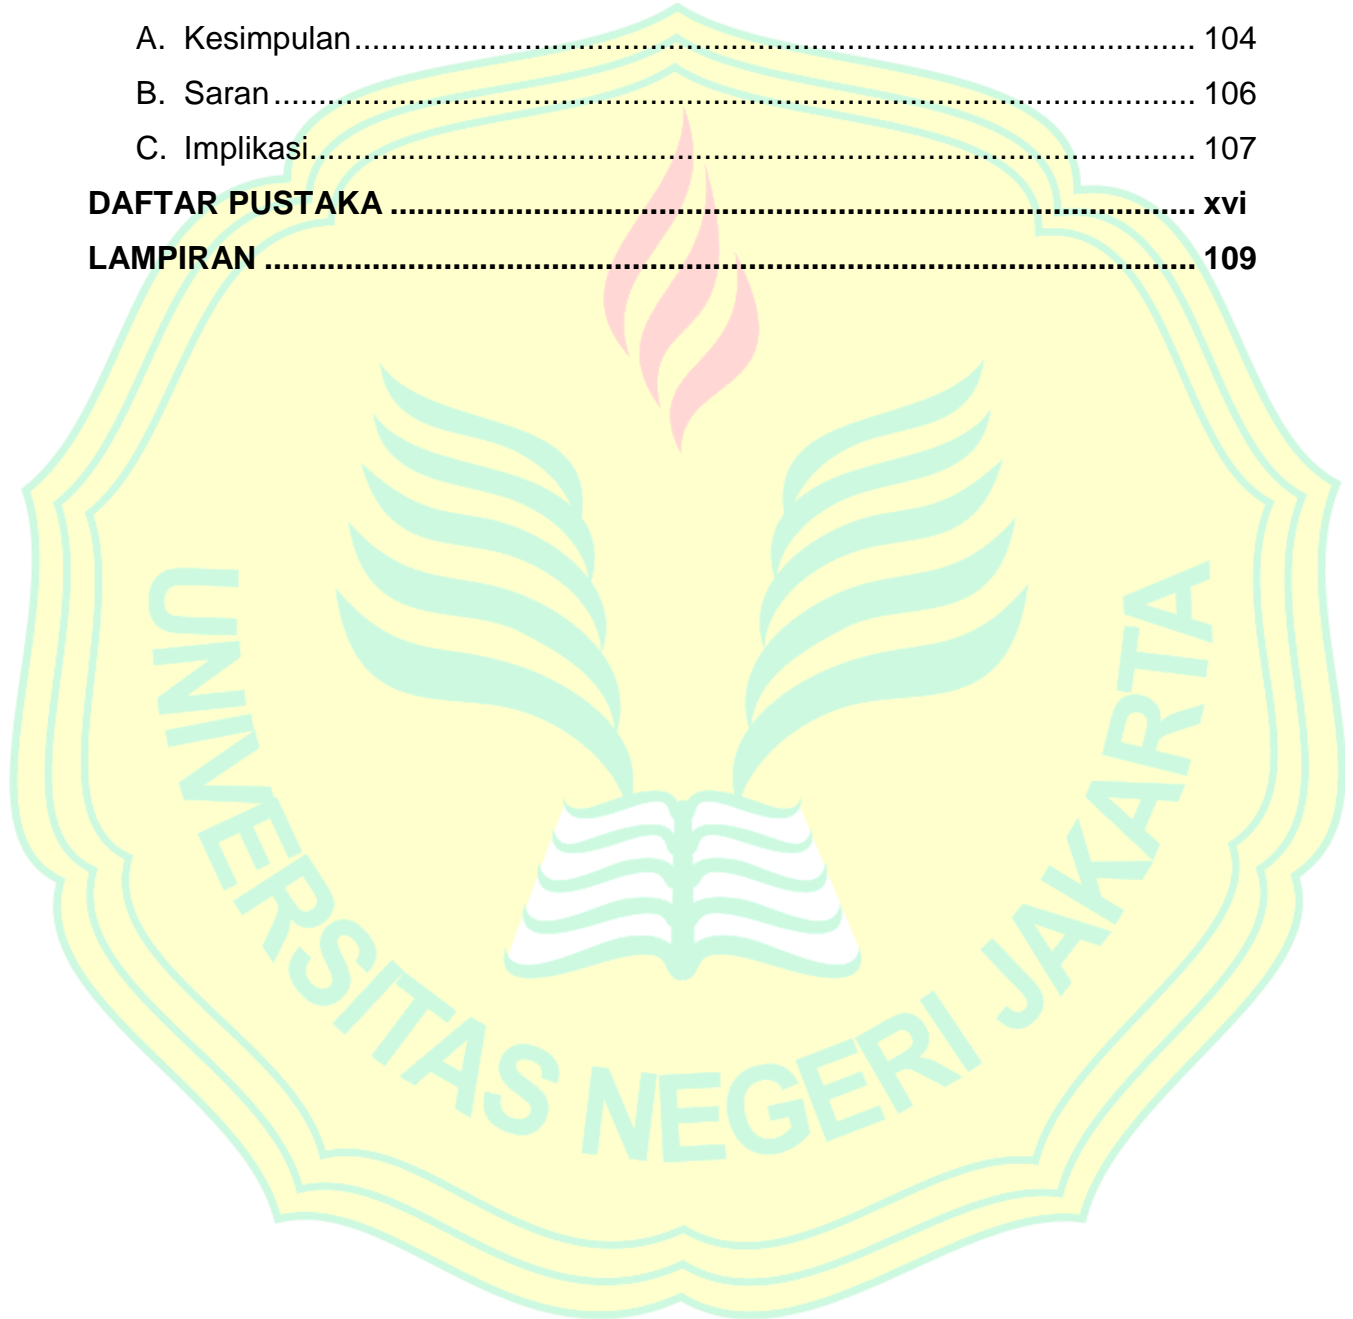 A. Kesimpulan................................................................................................ 104
B. Saran......................................................................................................... 106
C. Implikasi..................................................................................................... 107
DAFTAR PUSTAKA ........................................................................................... xvi
LAMPIRAN ......................................................................................................... 109
UNIVERSITAS NEGERI JAKARTA